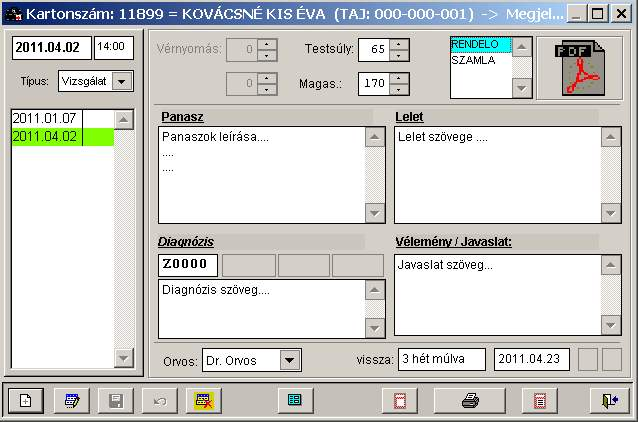 Kartonszám: 11899 = KOVÁCSNÉ KIS ÉVA (TAJ: 000-000-001) -> Megjel...
2011.04.02 14:00
Típus: Vizsgálat
2011.01.07
2011.04.02
Vérnyomás: 0 Testsúly: 65
0 Magas.: 170
RENDELO
SZAMLA
PDF
Panasz
Panaszok leírása....
....
....
Lelet
Lelet szövege ....
Diagnózis
Z0000
Diagnózis szöveg....
Vélemény / Javaslat:
Javaslat szöveg...
Orvos: Dr. Orvos vissza: 3 hét múlva 2011.04.23